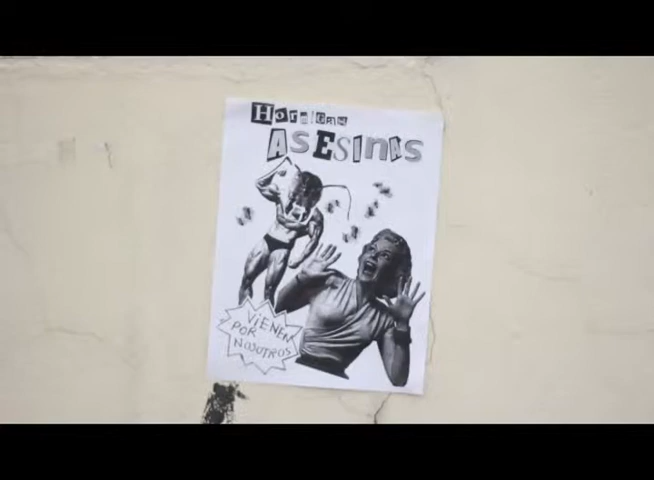 Hormigas
ASESINAS
VIENEN
POR
NOSOTROS